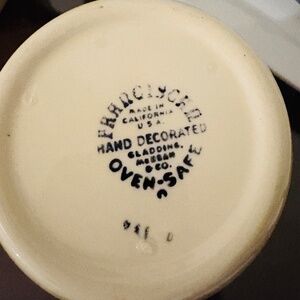 FRANCISCAN
MADE IN
CALIFORNIA
U.S.A.
HAND DECORATED
GLADDING,
McBEAN
& CO.
OVEN-SAFE